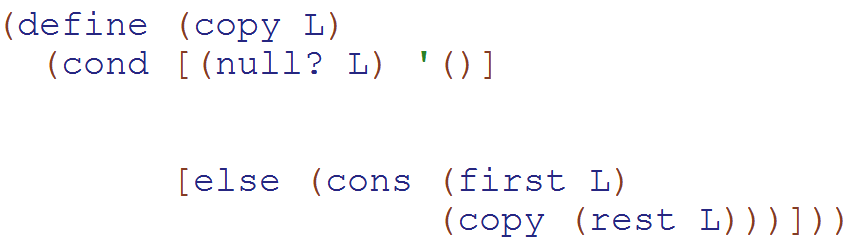 (define (copy L)
  (cond [(null? L) '()]
        [else (cons (first L)
                    (copy (rest L)))]))